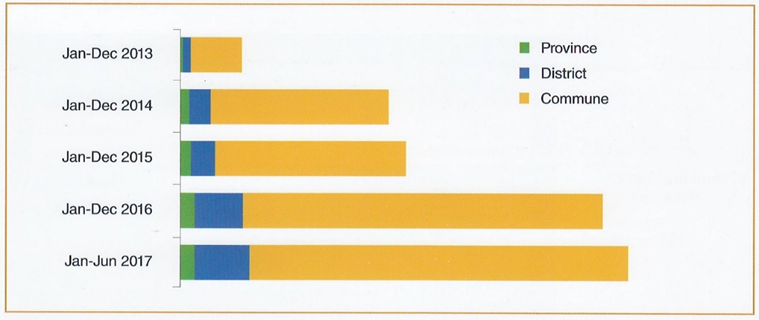 Jan-Dec 2013
Jan-Dec 2014
Jan-Dec 2015
Jan-Dec 2016
Jan-Jun 2017
Province
District
Commune